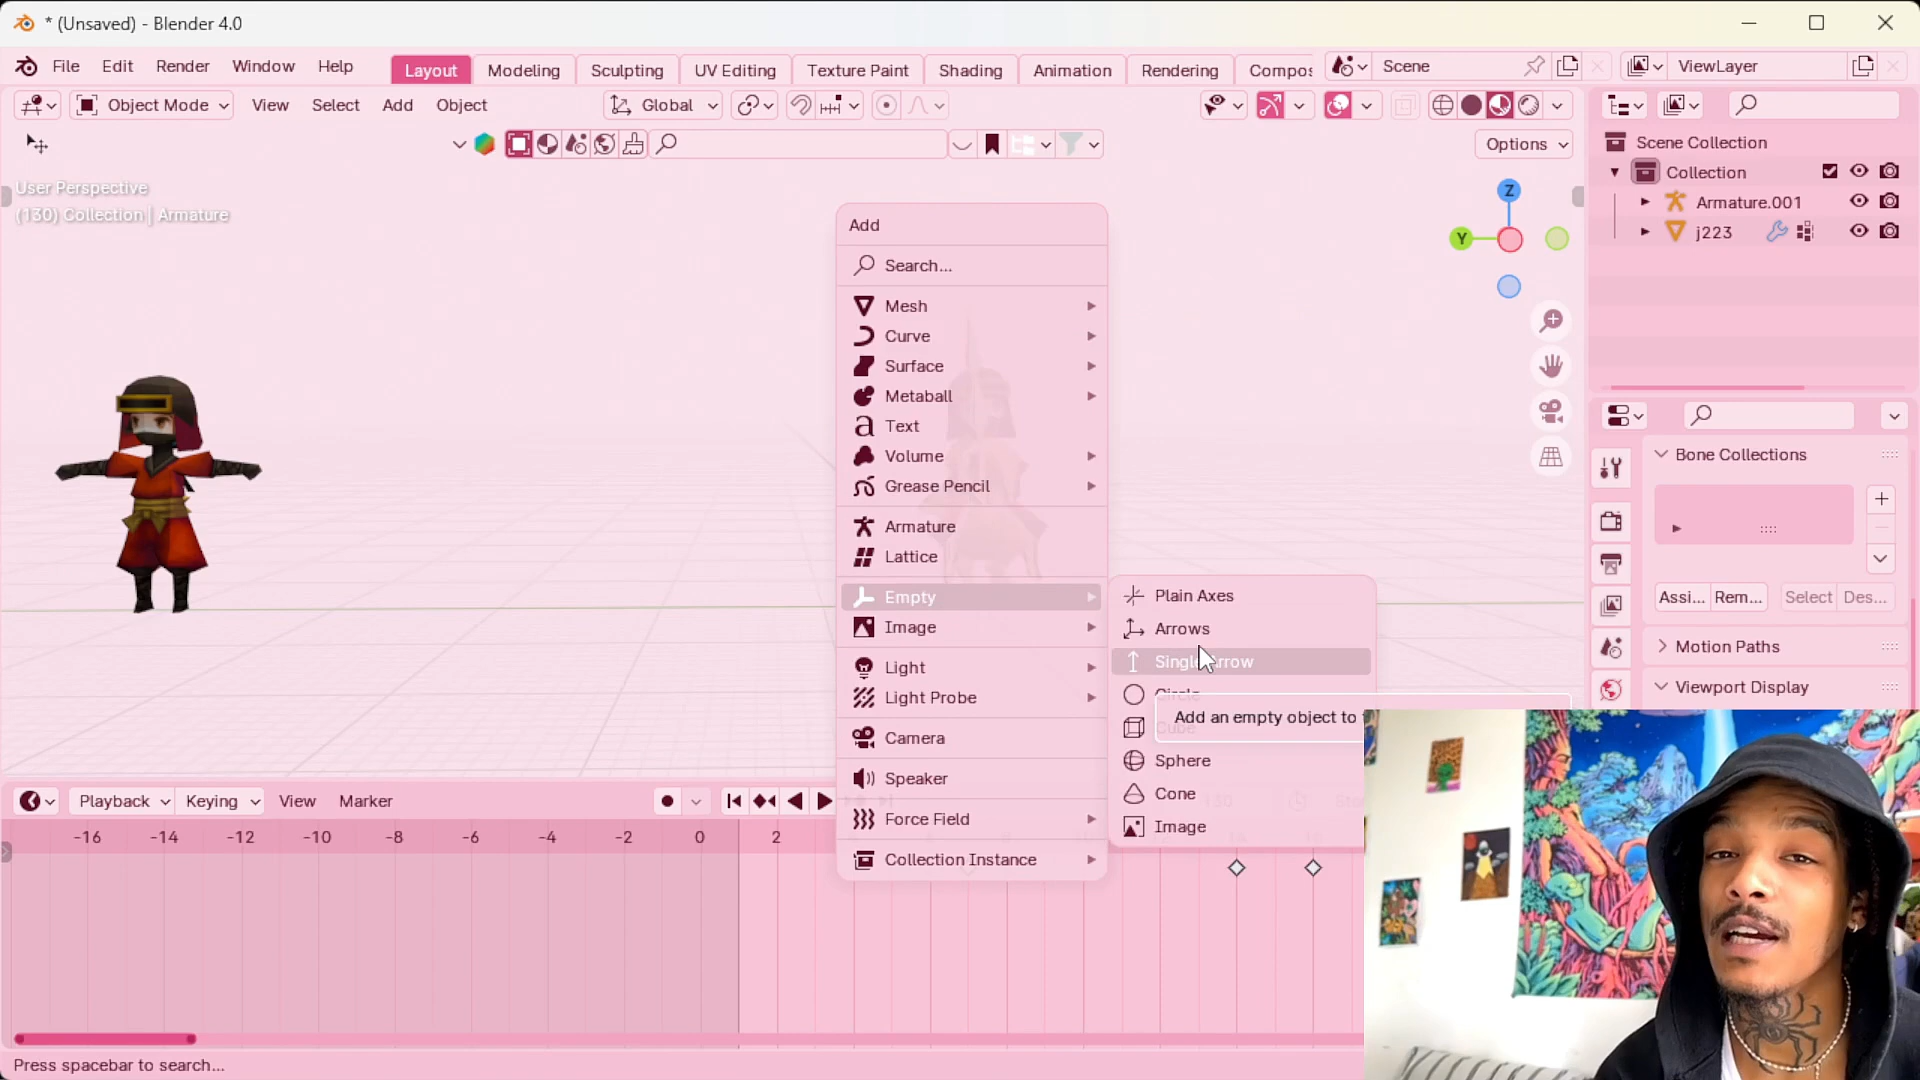 * (Unsaved) - Blender 4.0
File Edit Render Window Help
Layout Modeling Sculpting UV Editing Texture Paint Shading Animation Rendering Compos
Scene
ViewLayer
Object Mode View Select Add Object
Global
Options
User Perspective
(130) Collection | Armature
Z
Y
Scene Collection
Collection
Armature.001
j223
Add
Search...
Mesh
Curve
Surface
Metaball
Text
Volume
Grease Pencil
Armature
Lattice
Empty
Image
Light
Light Probe
Camera
Speaker
Force Field
Collection Instance
Plain Axes
Arrows
Single Arrow
Circle
Add an empty object to
Cube
Sphere
Cone
Image
Bone Collections
Assi... Rem... Select Des...
Motion Paths
Viewport Display
Playback Keying View Marker
-16 -14 -12 -10 -8 -6 -4 -2 0 2
Press spacebar to search...